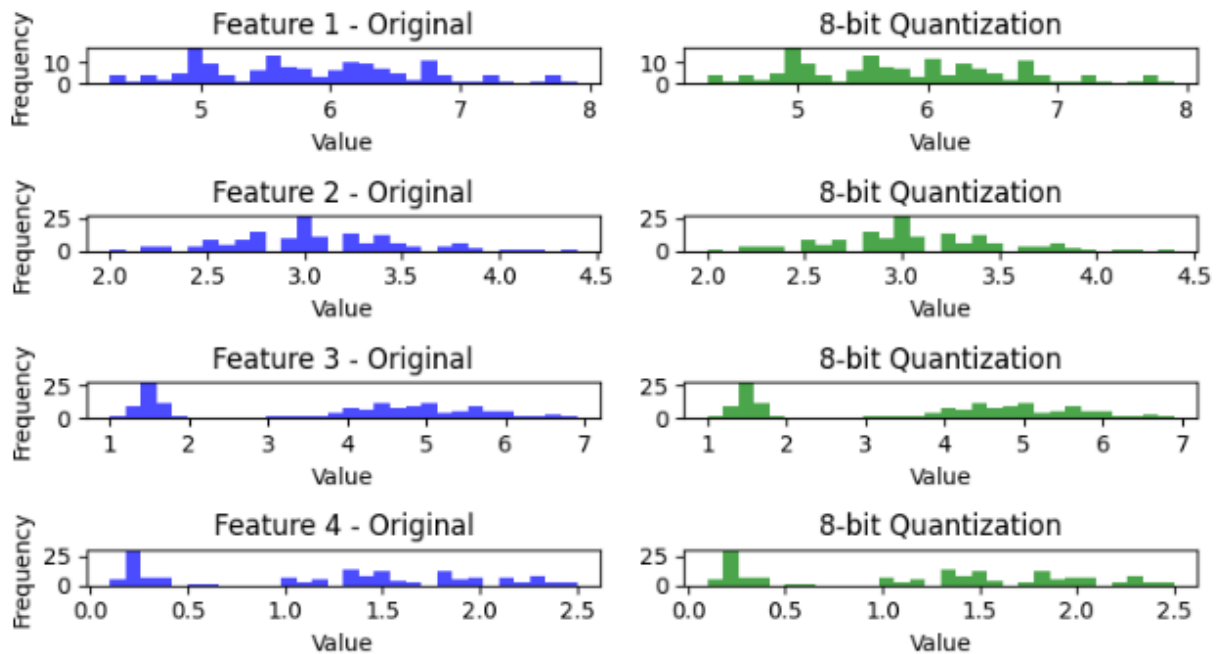 Feature 1 - Original
8-bit Quantization
Frequency
10
0
5 6 7 8
Value
10
0
5 6 7 8
Value
Feature 2 - Original
8-bit Quantization
Frequency
25
0
2.0 2.5 3.0 3.5 4.0 4.5
Value
25
0
2.0 2.5 3.0 3.5 4.0 4.5
Value
Feature 3 - Original
8-bit Quantization
Frequency
25
0
1 2 3 4 5 6 7
Value
25
0
1 2 3 4 5 6 7
Value
Feature 4 - Original
8-bit Quantization
Frequency
25
0
0.0 0.5 1.0 1.5 2.0 2.5
Value
25
0
0.0 0.5 1.0 1.5 2.0 2.5
Value